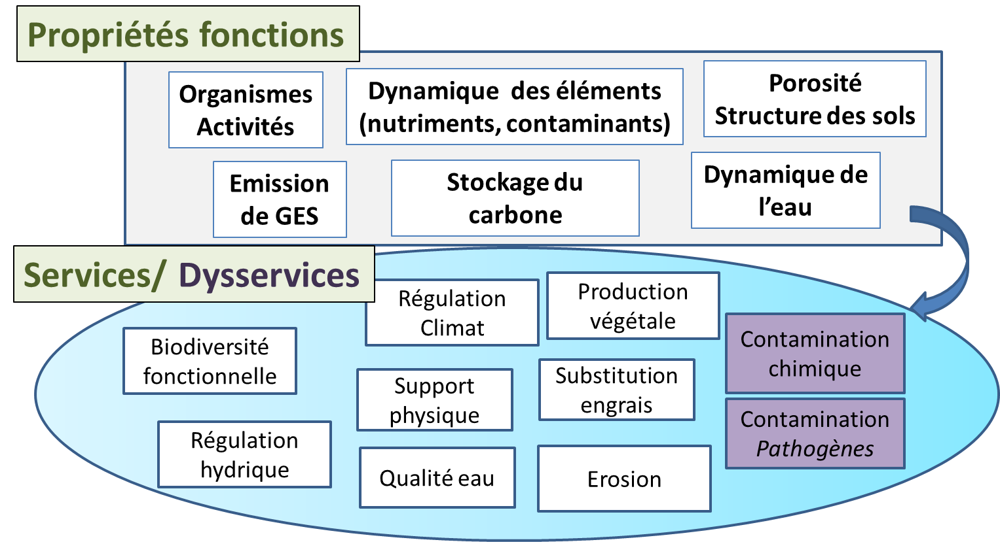 Propriétés fonctions
Organismes
Activités
Dynamique des éléments
(nutriments, contaminants)
Porosité
Structure des sols
Emission
de GES
Stockage du
carbone
Dynamique de
l’eau
Services/ Dysservices
Régulation
Climat
Production
végétale
Contamination
chimique
Biodiversité
fonctionnelle
Support
physique
Substitution
engrais
Contamination
Pathogènes
Régulation
hydrique
Qualité eau
Erosion